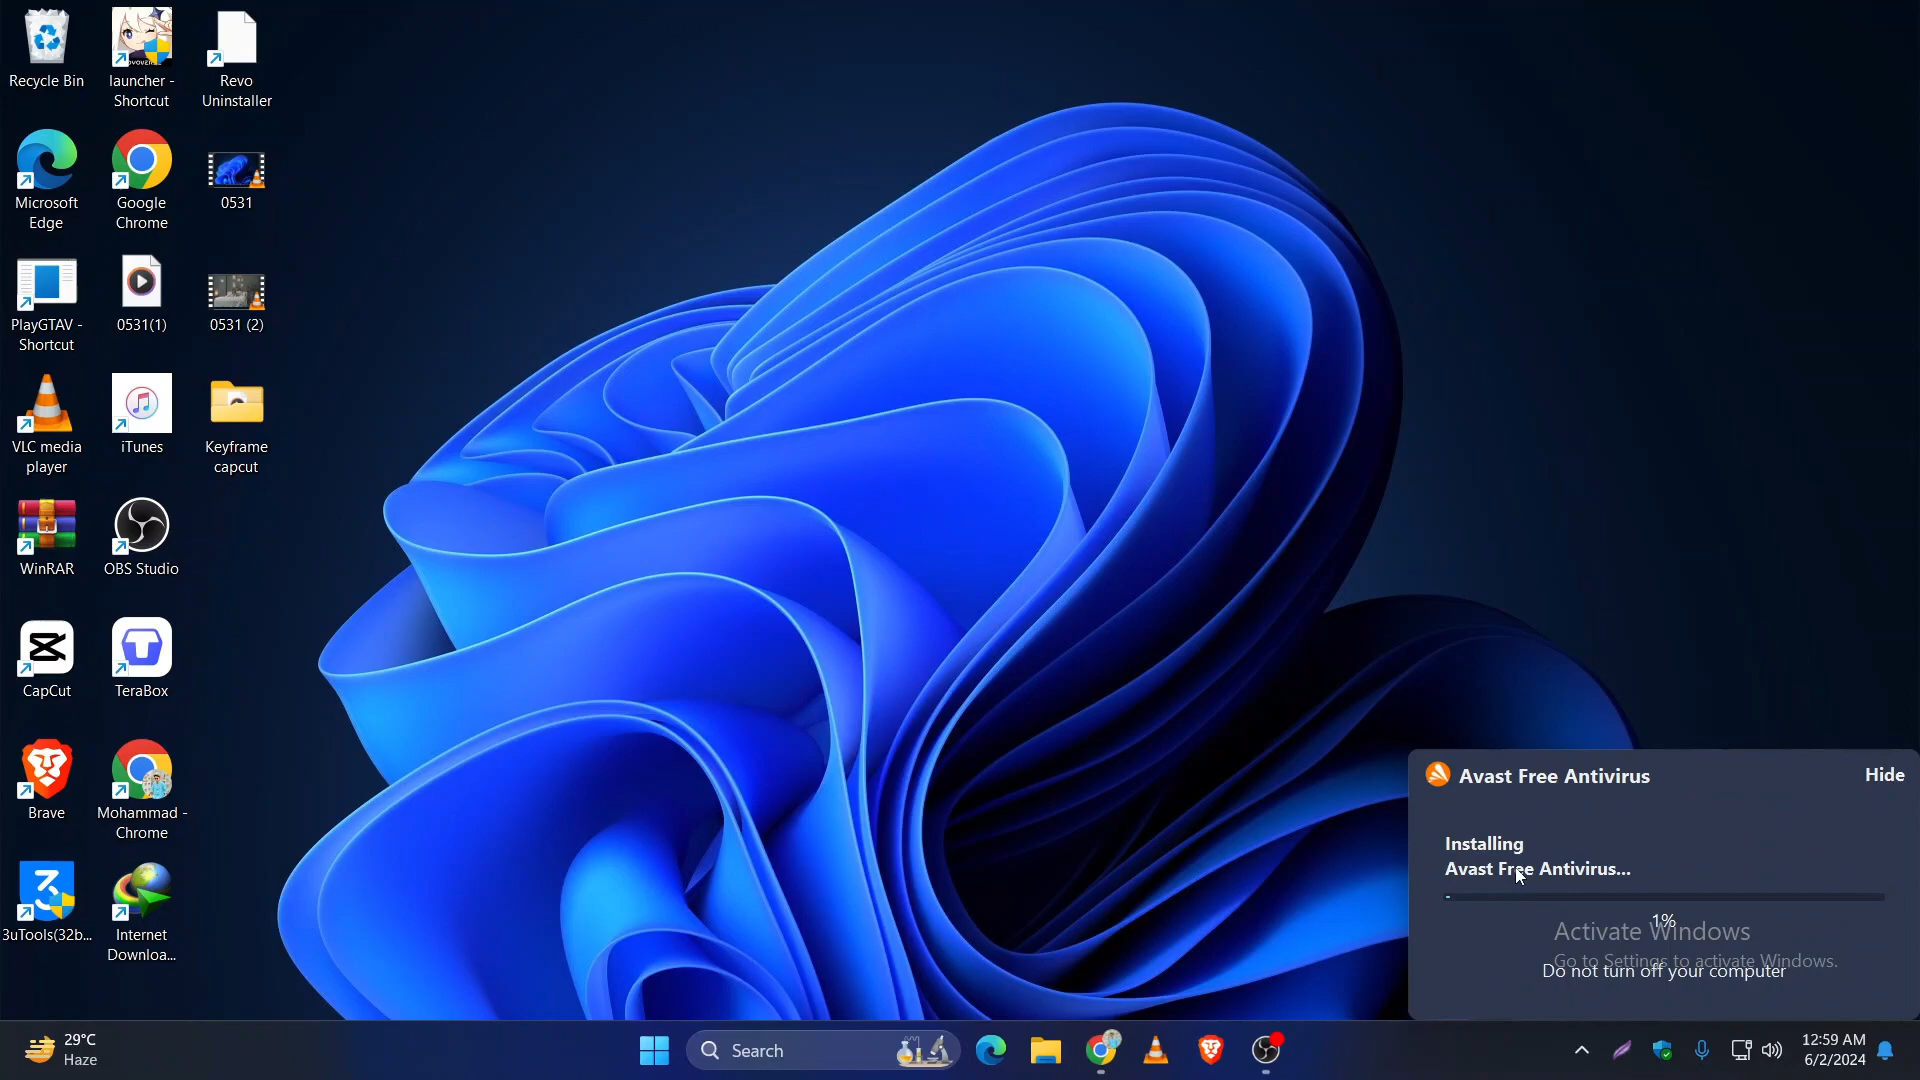 Recycle Bin
launcher -
Shortcut
Revo
Uninstaller
Microsoft
Edge
Google
Chrome
0531
PlayGTAV -
Shortcut
0531(1)
0531 (2)
VLC media
player
iTunes
Keyframe
capcut
WinRAR
OBS Studio
CapCut
TeraBox
Brave
Mohammad -
Chrome
3uTools(32b...
Internet
Downloa...
Avast Free Antivirus
Hide
Installing
Avast Free Antivirus...
1%
Activate Windows
Go to Settings to activate Windows.
Do not turn off your computer
29°C
Haze
Search
12:59 AM
6/2/2024